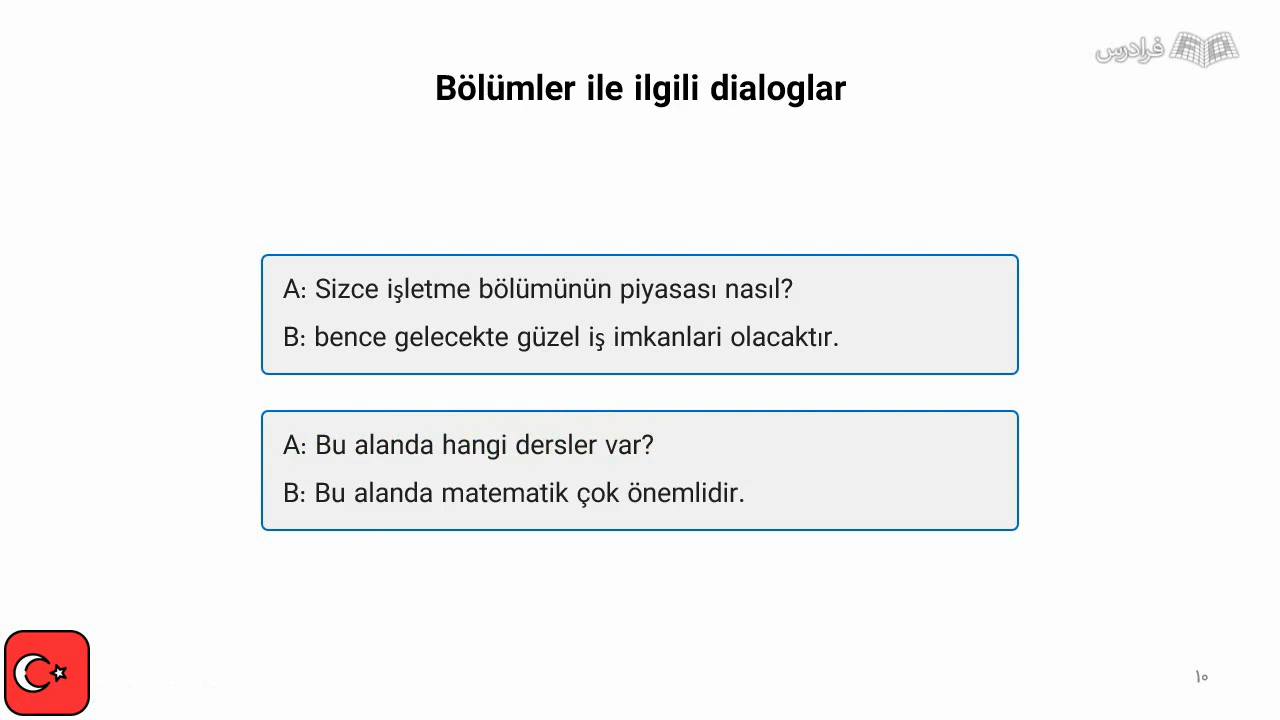 فرادرس
Bölümler ile ilgili dialoglar
A: Sizce işletme bölümünün piyasası nasıl?
B: bence gelecekte güzel iş imkanlari olacaktır.
A: Bu alanda hangi dersler var?
B: Bu alanda matematik çok önemlidir.
۱۰